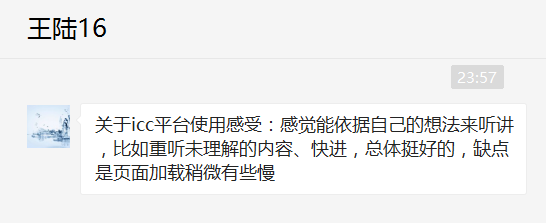 王陆16
23:57
关于icc平台使用感受：感觉能依据自己的想法来听讲
，比如重听未理解的内容、快进，总体挺好的，缺点
是页面加载稍微有些慢